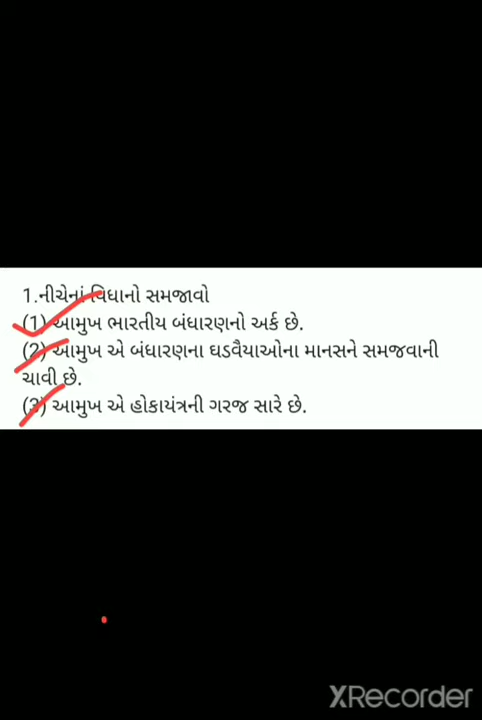 1.નીચેનાં વિધાનો સમજાવો
(1) આમુખ ભારતીય બંધારણનો અર્ક છે.
(2) આમુખ એ બંધારણના ઘડવૈયાઓના માનસને સમજવાની
ચાવી છે.
(3) આમુખ એ હોકાયંત્રની ગરજ સારે છે.
XRecorder